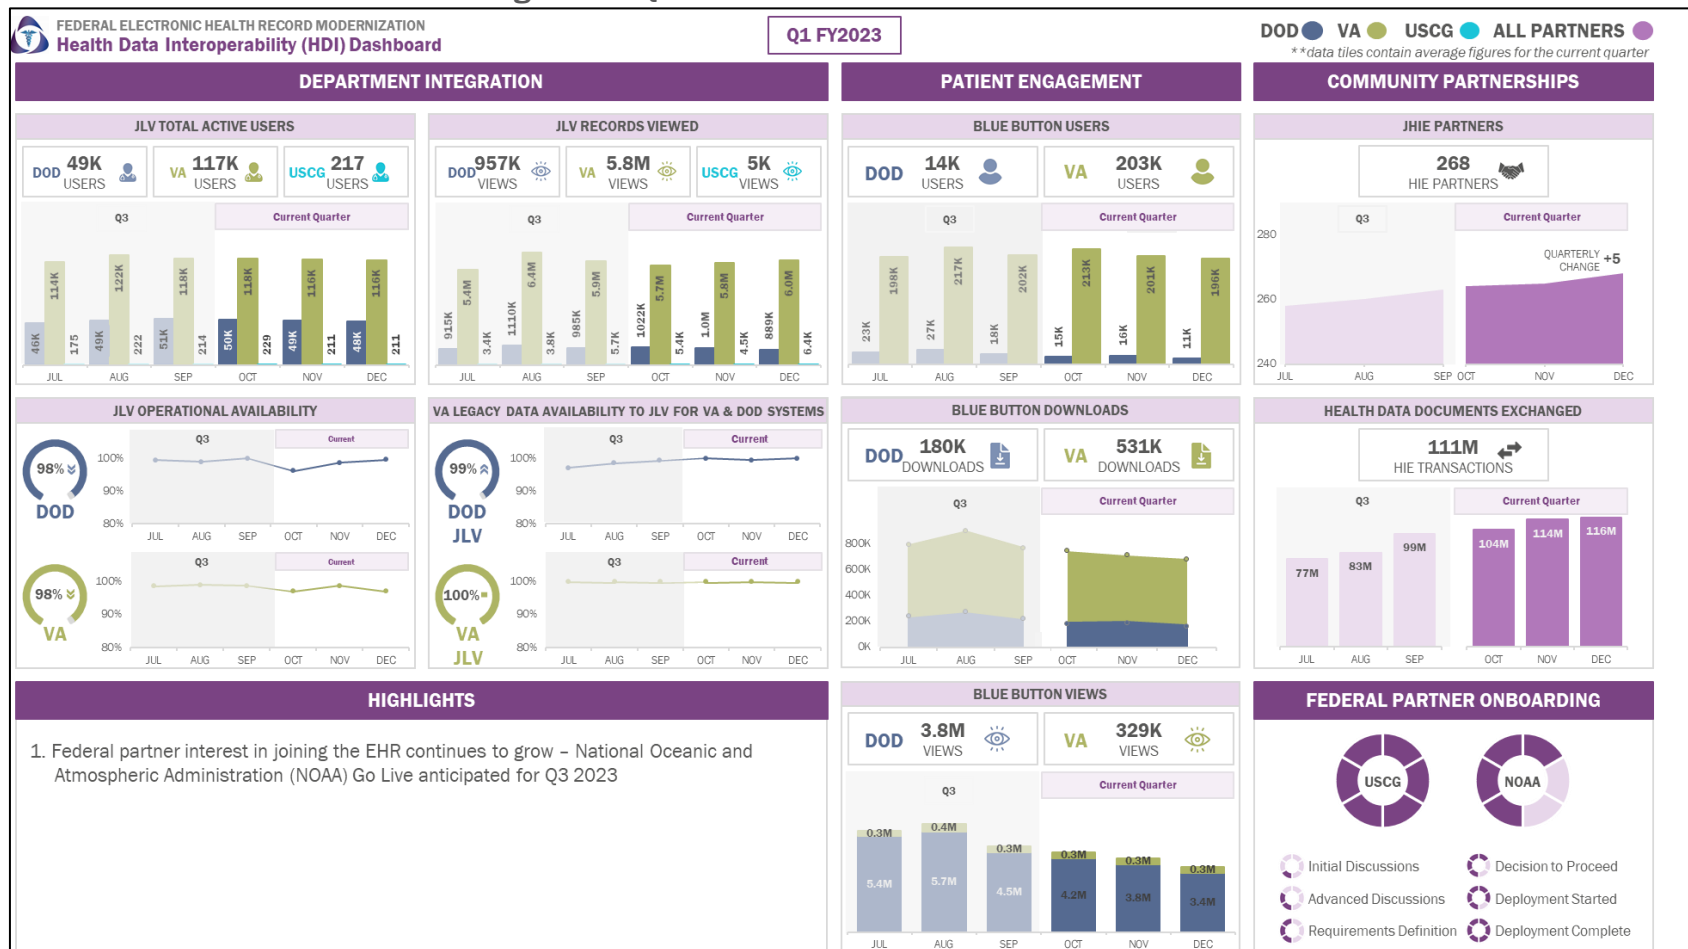 FEDERAL ELECTRONIC HEALTH RECORD MODERNIZATION
Health Data Interoperability (HDI) Dashboard
Q1 FY2023
DOD VA USCG ALL PARTNERS
**data tiles contain average figures for the current quarter
DEPARTMENT INTEGRATION
JLV TOTAL ACTIVE USERS
DOD 49K USERS
VA 117K USERS
USCG 217 USERS
Q3
Current Quarter
46K 114K 175
49K 122K 222
51K 118K 214
50K 118K 229
49K 116K 211
48K 116K 211
JUL AUG SEP OCT NOV DEC
JLV RECORDS VIEWED
DOD 957K VIEWS
VA 5.8M VIEWS
USCG 5K VIEWS
Q3
Current Quarter
915K 5.4M 3.4K
1110K 6.4M 3.8K
985K 5.9M 5.7K
1022K 5.7M 5.4K
1.0M 5.8M 4.5K
889K 6.0M 6.4K
JUL AUG SEP OCT NOV DEC
JLV OPERATIONAL AVAILABILITY
98%
DOD
Q3
Current
100%
90%
80%
JUL AUG SEP OCT NOV DEC
98%
VA
Q3
Current
100%
90%
80%
JUL AUG SEP OCT NOV DEC
VA LEGACY DATA AVAILABILITY TO JLV FOR VA & DOD SYSTEMS
99%
DOD
JLV
Q3
Current
100%
90%
80%
JUL AUG SEP OCT NOV DEC
100%
VA
JLV
Q3
Current
100%
90%
80%
JUL AUG SEP OCT NOV DEC
HIGHLIGHTS
1. Federal partner interest in joining the EHR continues to grow – National Oceanic and
Atmospheric Administration (NOAA) Go Live anticipated for Q3 2023
PATIENT ENGAGEMENT
BLUE BUTTON USERS
DOD 14K USERS
VA 203K USERS
Q3
Current Quarter
23K 198K
27K 217K
18K 202K
15K 213K
16K 201K
11K 196K
JUL AUG SEP OCT NOV DEC
BLUE BUTTON DOWNLOADS
DOD 180K DOWNLOADS
VA 531K DOWNLOADS
Q3
Current Quarter
800K
600K
400K
200K
0K
JUL AUG SEP OCT NOV DEC
BLUE BUTTON VIEWS
DOD 3.8M VIEWS
VA 329K VIEWS
Q3
Current Quarter
0.3M 0.4M 0.3M 0.3M 0.3M 0.3M
5.4M 5.7M 4.5M 4.2M 3.8M 3.4M
JUL AUG SEP OCT NOV DEC
COMMUNITY PARTNERSHIPS
JHIE PARTNERS
268
HIE PARTNERS
Q3
Current Quarter
QUARTERLY CHANGE +5
280
260
240
JUL AUG SEP OCT NOV DEC
HEALTH DATA DOCUMENTS EXCHANGED
111M
HIE TRANSACTIONS
Q3
Current Quarter
77M 83M 99M 104M 114M 116M
JUL AUG SEP OCT NOV DEC
FEDERAL PARTNER ONBOARDING
USCG NOAA
Initial Discussions Decision to Proceed
Advanced Discussions Deployment Started
Requirements Definition Deployment Complete